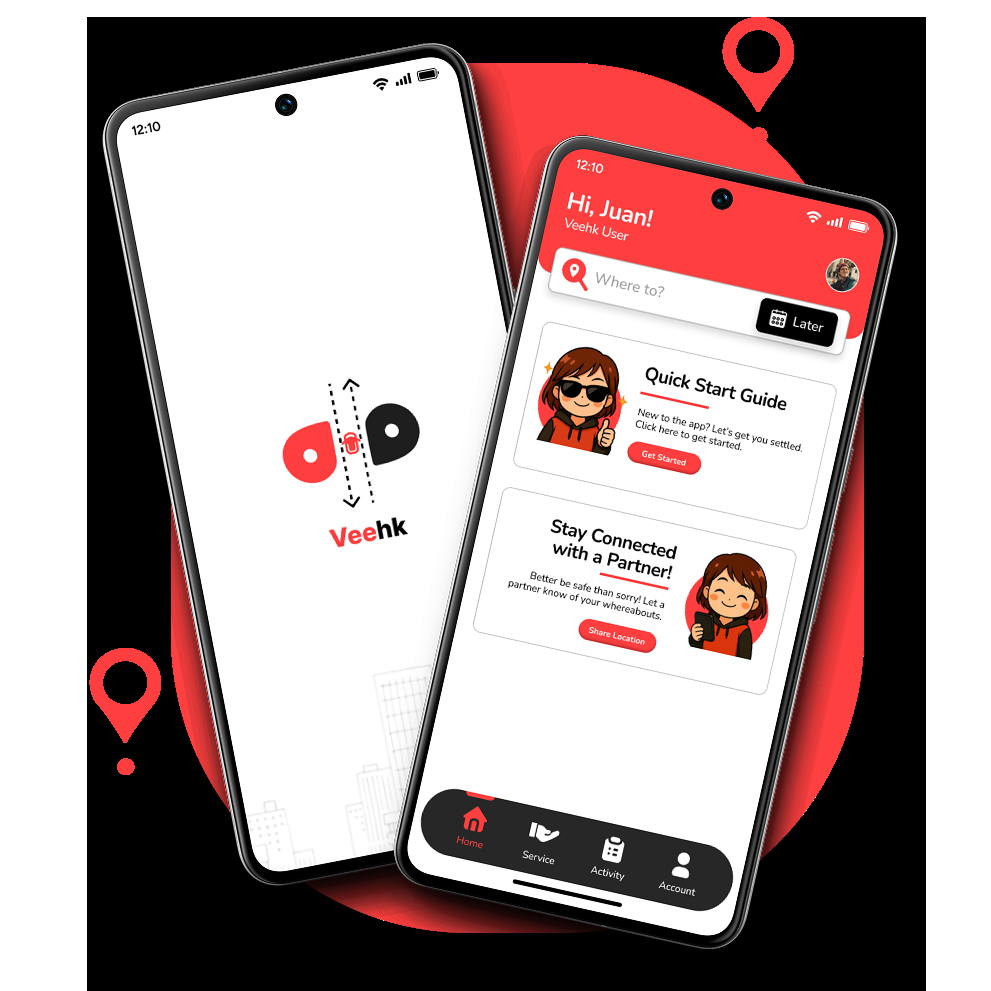 12:10
Veehk
12:10
Hi, Juan!
Veehk User
Where to?
Later
Quick Start Guide
New to the app? Let's get you settled.
Click here to get started.
Get Started
Stay Connected
with a Partner!
Better be safe than sorry! Let a
partner know of your whereabouts.
Share Location
Home
Service
Activity
Account